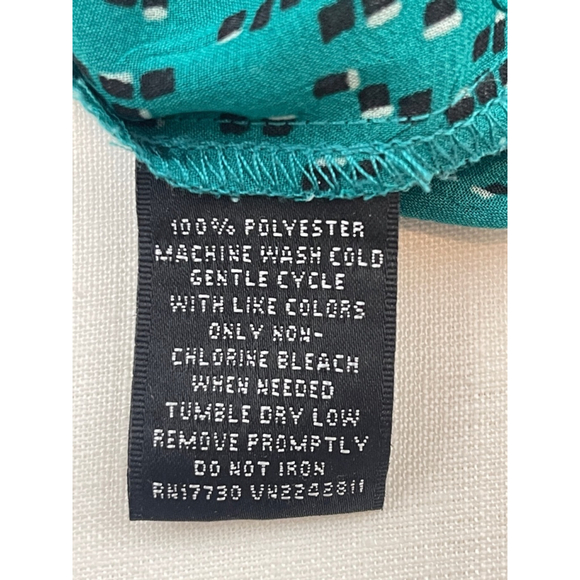 100% POLYESTER
MACHINE WASH COLD
GENTLE CYCLE
WITH LIKE COLORS
ONLY NON-
CHLORINE BLEACH
WHEN NEEDED
TUMBLE DRY LOW
REMOVE PROMPTLY
DO NOT IRON
RN17730 VN2242811